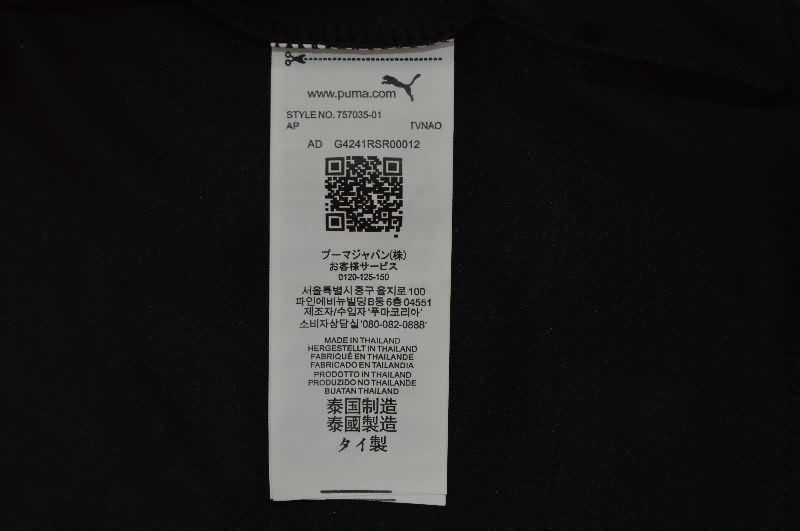 www.puma.com
STYLE NO. 757035-01
AP TVNAO
AD G4241RSR00012
プーマジャパン(株)
お客様サービス
0120-125-150
서울특별시 중구 을지로 100
파인에비뉴빌딩 B동 6층 04551
제조자/수입자 '푸마코리아'
소비자상담실 '080-082-0888'
MADE IN THAILAND
HERGESTELLT IN THAILAND
FABRIQUÉ EN THAILANDE
FABRICADO EN TAILANDIA
PRODOTTO IN THAILAND
PRODUZIDO NO THAILANDE
BUATAN THAILAND
泰国制造
泰國製造
タイ製